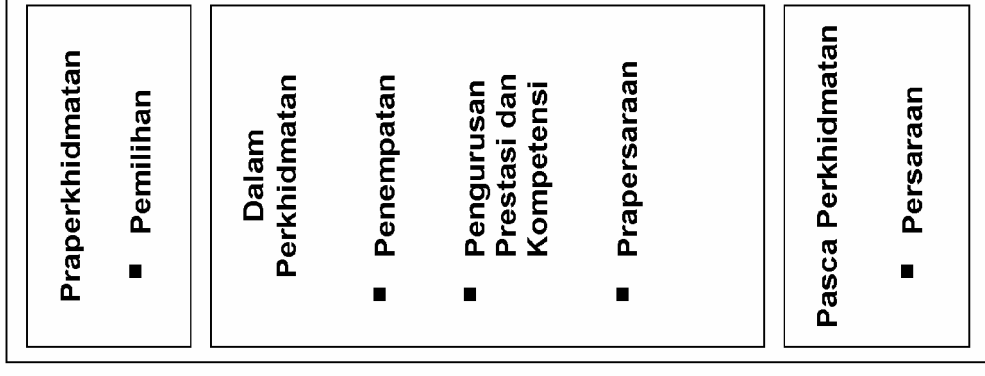 Praperkhidmatan
▪ Pemilihan
Dalam
Perkhidmatan
▪ Penempatan
▪ Pengurusan
Prestasi dan
Kompetensi
▪ Prapersaraan
Pasca Perkhidmatan
▪ Persaraan